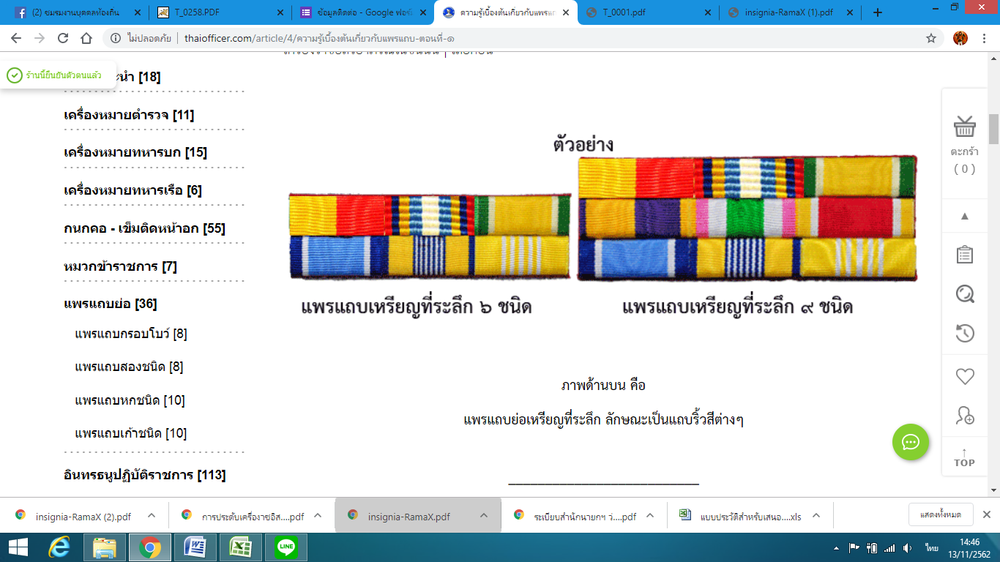 (2) ชมรมงานบุคคลท้องถิ่น
T_0258.PDF
ข้อมูลติดต่อ - Google ฟอร์ม
ความรู้เบื้องต้นเกี่ยวกับแพรแถ
T_0001.pdf
insignia-RamaX (1).pdf
ไม่ปลอดภัย | thaiofficer.com/article/4/ความรู้เบื้องต้นเกี่ยวกับแพรแถบ-ตอนที่-๑
ร้านนี้ยืนยันตัวตนแล้ว
ะนำ [18]
เครื่องหมายตำรวจ [11]
เครื่องหมายทหารบก [15]
เครื่องหมายทหารเรือ [6]
กนกคอ - เข็มติดหน้าอก [55]
หมวกข้าราชการ [7]
แพรแถบย่อ [36]
แพรแถบกรอบโบว์ [8]
แพรแถบสองชนิด [8]
แพรแถบหกชนิด [10]
แพรแถบเก้าชนิด [10]
อินทรธนูปฏิบัติราชการ [113]
ตัวอย่าง
แพรแถบเหรียญที่ระลึก ๖ ชนิด
แพรแถบเหรียญที่ระลึก ๙ ชนิด
ภาพด้านบน คือ
แพรแถบย่อเหรียญที่ระลึก ลักษณะเป็นแถบริ้วสีต่างๆ
ตะกร้า
( 0 )
TOP
insignia-RamaX (2).pdf
การประดับเครื่องราชอิส....pdf
insignia-RamaX.pdf
ระเบียบสำนักนายกฯ ว่....pdf
แบบประวัติสำหรับเสนอ....xls
แสดงทั้งหมด
LINE
ไทย
14:46
13/11/2562